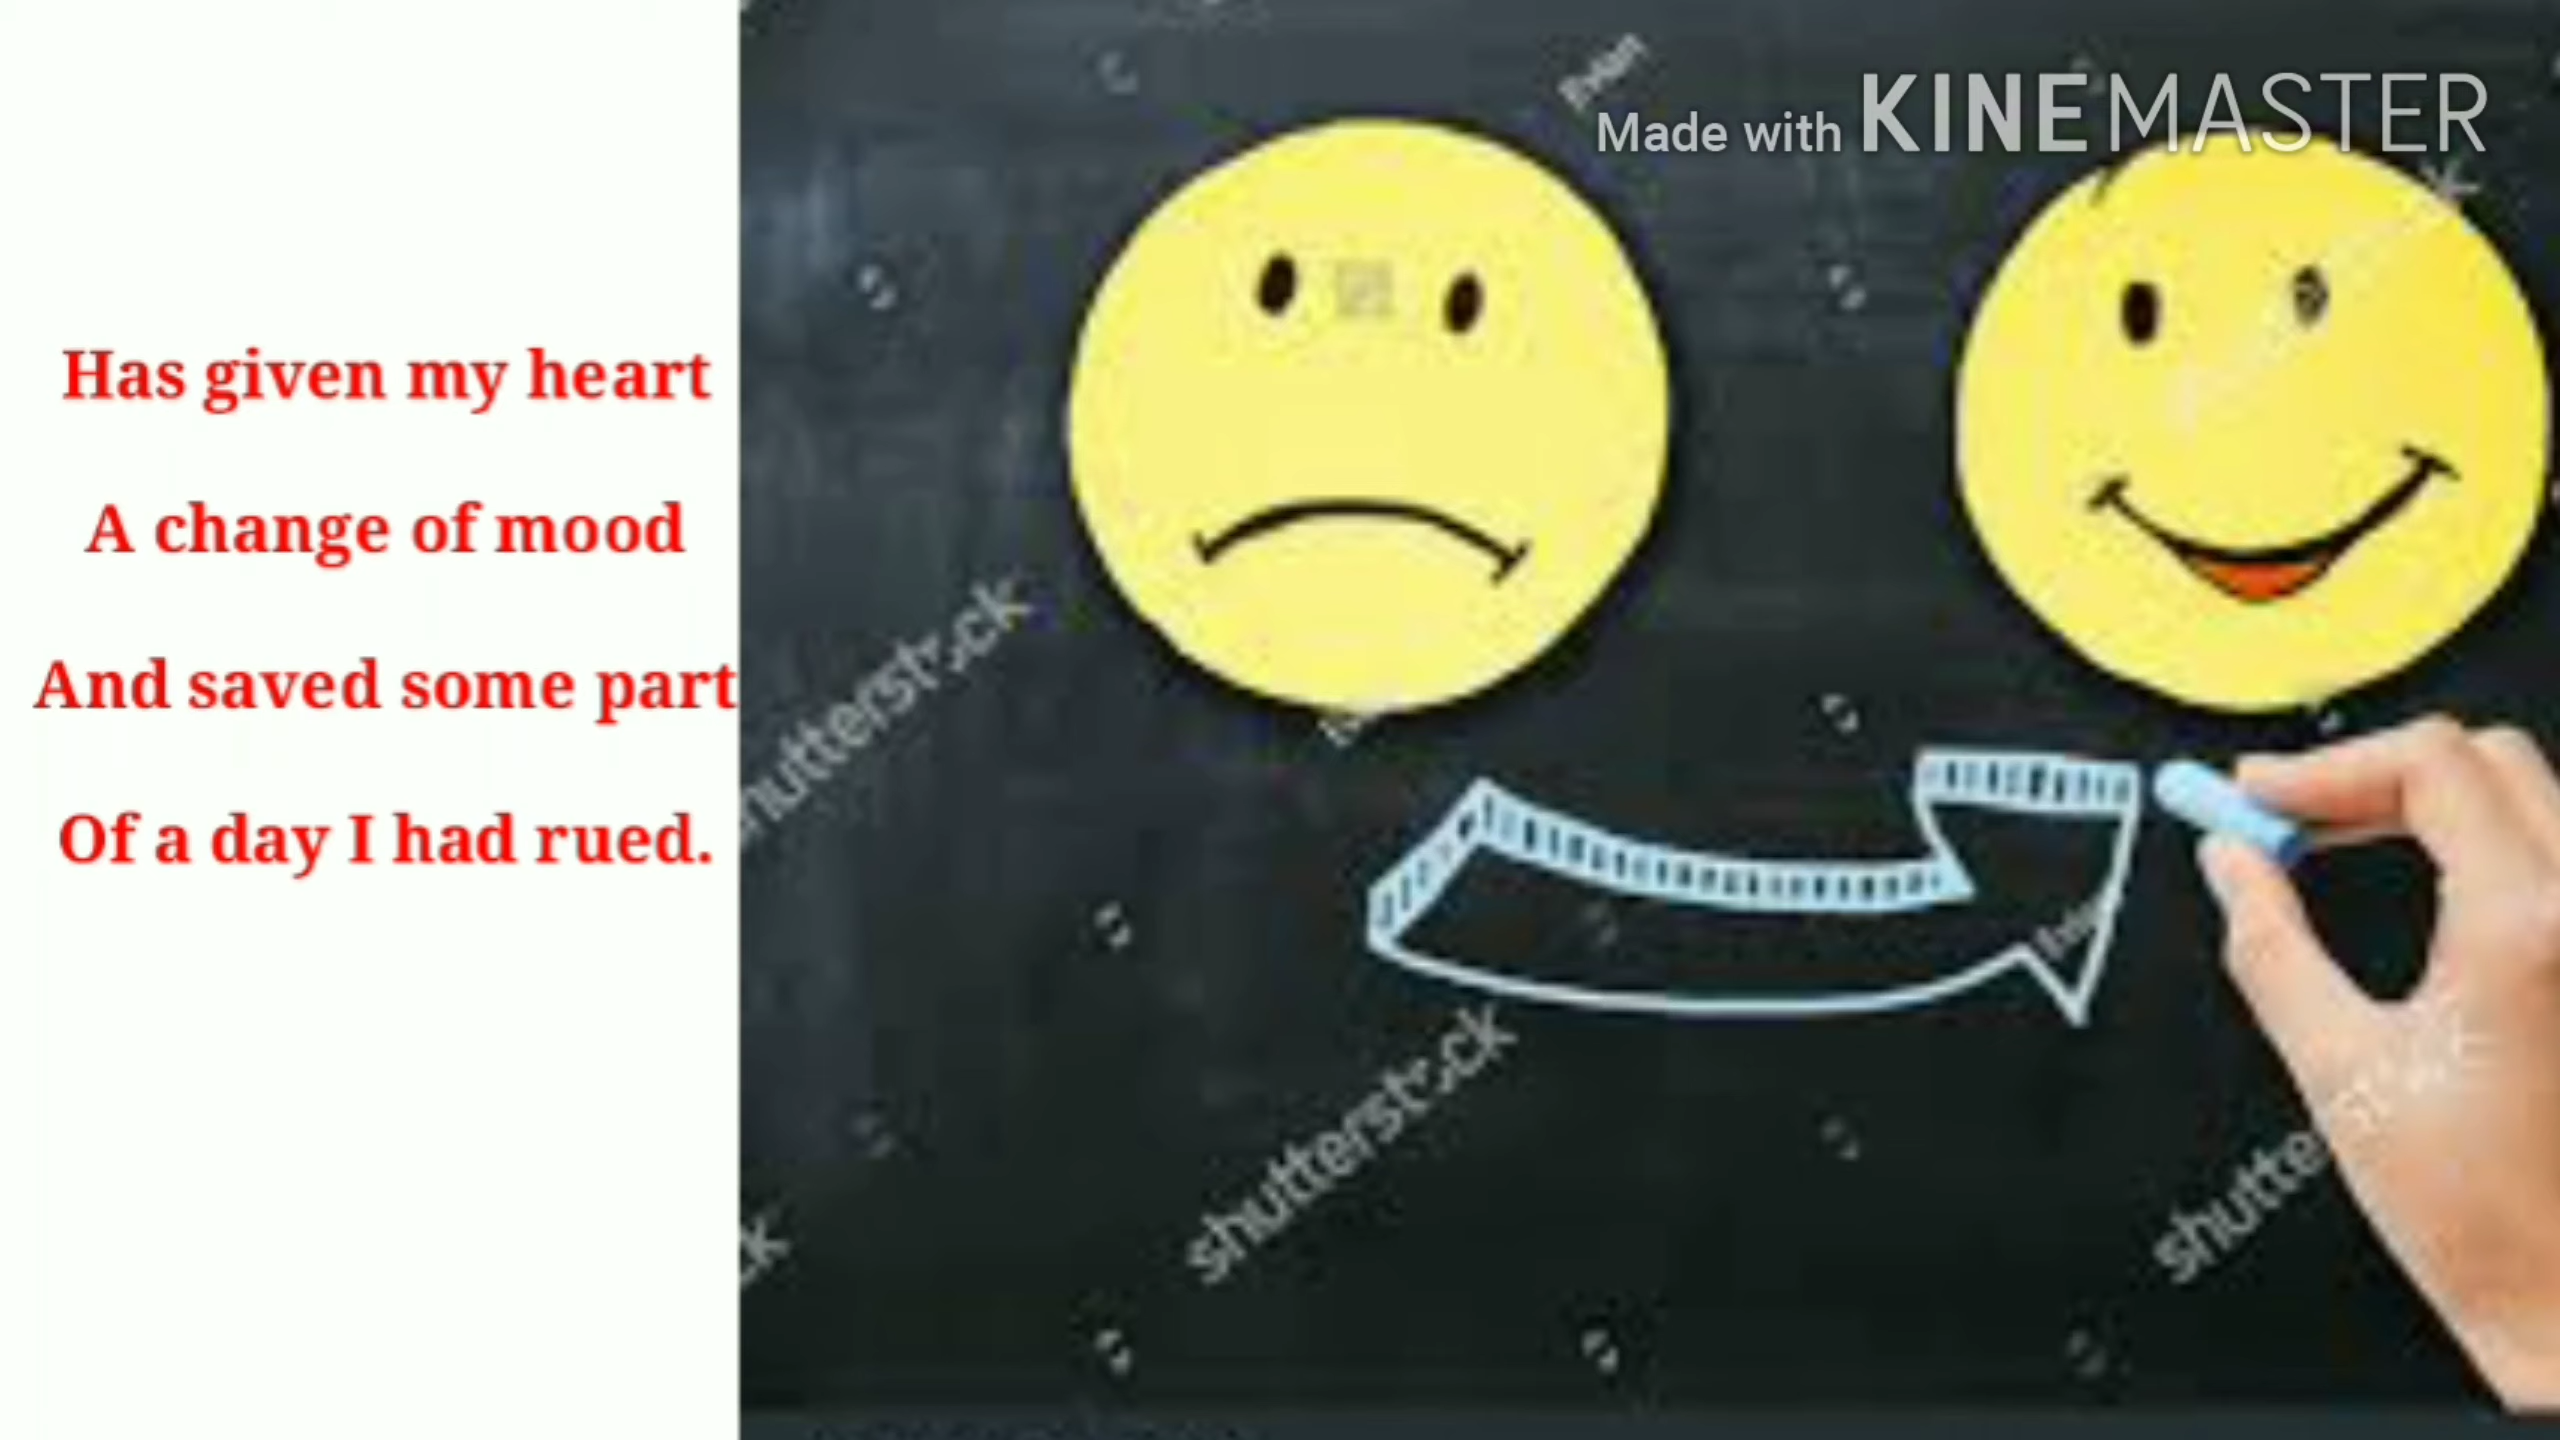 Has given my heart
A change of mood
And saved some part
Of a day I had rued.
Made with KINEMASTER
shutterstock
shutterstock